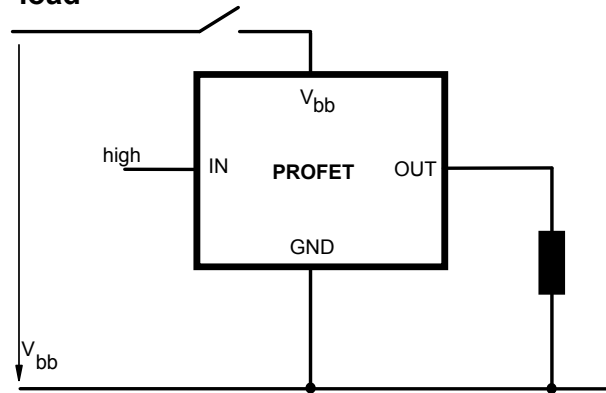 load
V bb
high
IN
PROFET
OUT
GND
V bb